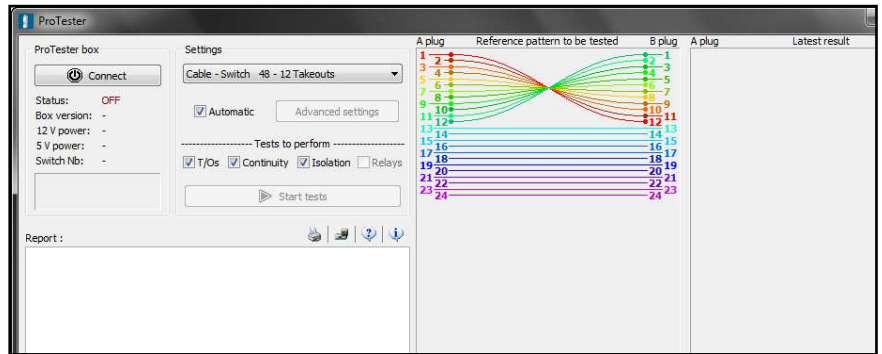 ProTester
ProTester box
Connect
Status: OFF
Box version: -
12 V power: -
5 V power: -
Switch Nb: -
Settings
Cable - Switch 48 - 12 Takeouts
Automatic
Advanced settings
------------------- Tests to perform -------------------
T/Os Continuity Isolation Relays
Start tests
Report :
A plug Reference pattern to be tested B plug
1 1
2 2
3 3
4 4
5 5
6 6
7 7
8 8
9 9
10 10
11 11
12 12
13 13
14 14
15 15
16 16
17 17
18 18
19 19
20 20
21 21
22 22
23 23
24 24
A plug Latest result